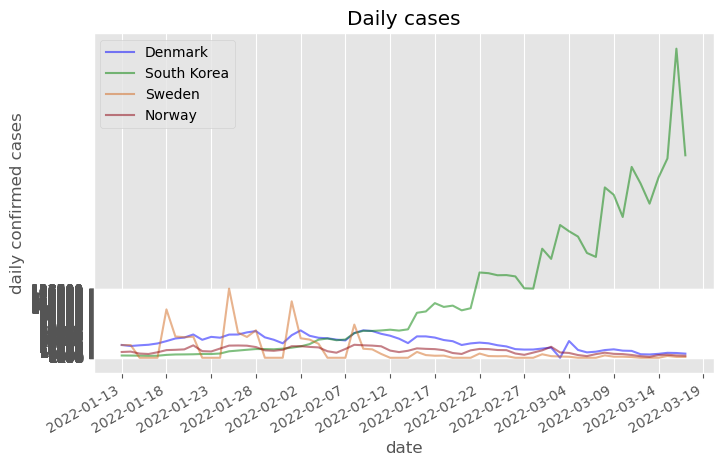 Daily cases
Denmark
South Korea
Sweden
Norway
daily confirmed cases
2022-01-13
2022-01-18
2022-01-23
2022-01-28
2022-02-02
2022-02-07
2022-02-12
2022-02-17
2022-02-22
2022-02-27
2022-03-04
2022-03-09
2022-03-14
2022-03-19
date